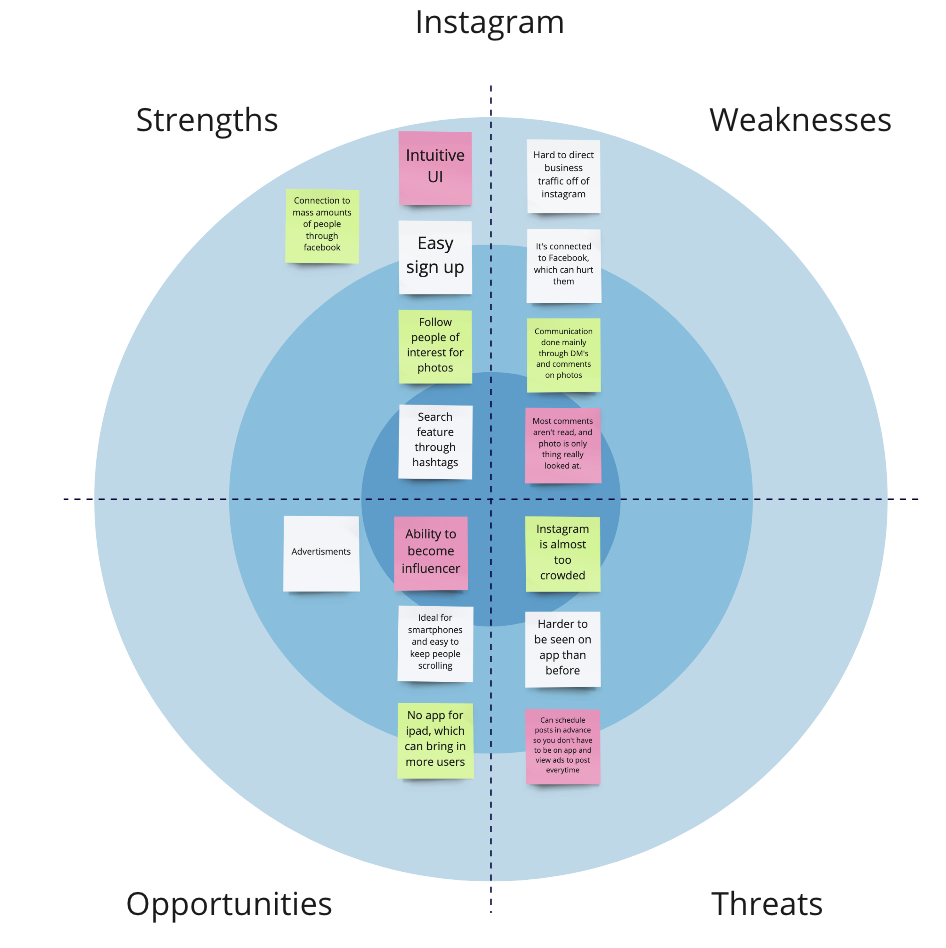 Instagram
Strengths
Weaknesses
Intuitive
UI
Connection to
mass amounts
of people
through
facebook
Easy
sign up
Follow
people of
interest for
photos
Search
feature
through
hashtags
Hard to direct
business
traffic off of
instagram
It's connected
to Facebook,
which can hurt
them
Communication
done mainly
through DM's
and comments
on photos
Most comments
aren't read, and
photo is only
thing really
looked at.
Advertisments
Ability to
become
influencer
Ideal for
smartphones
and easy to
keep people
scrolling
No app for
ipad, which
can bring in
more users
Instagram
is almost
too
crowded
Harder to
be seen on
app than
before
Can schedule
posts in advance
so you don't have
to be on app and
view ads to post
everytime
Opportunities
Threats